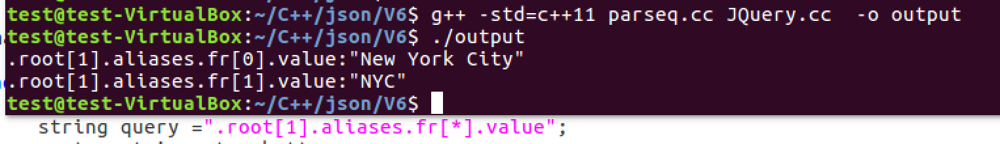 test@test-VirtualBox:~/C++/json/V6$ g++ -std=c++11 parseq.cc JQuery.cc  -o output
test@test-VirtualBox:~/C++/json/V6$ ./output
.root[1].aliases.fr[0].value:"New York City"
.root[1].aliases.fr[1].value:"NYC"
test@test-VirtualBox:~/C++/json/V6$
string query =".root[1].aliases.fr[*].value";